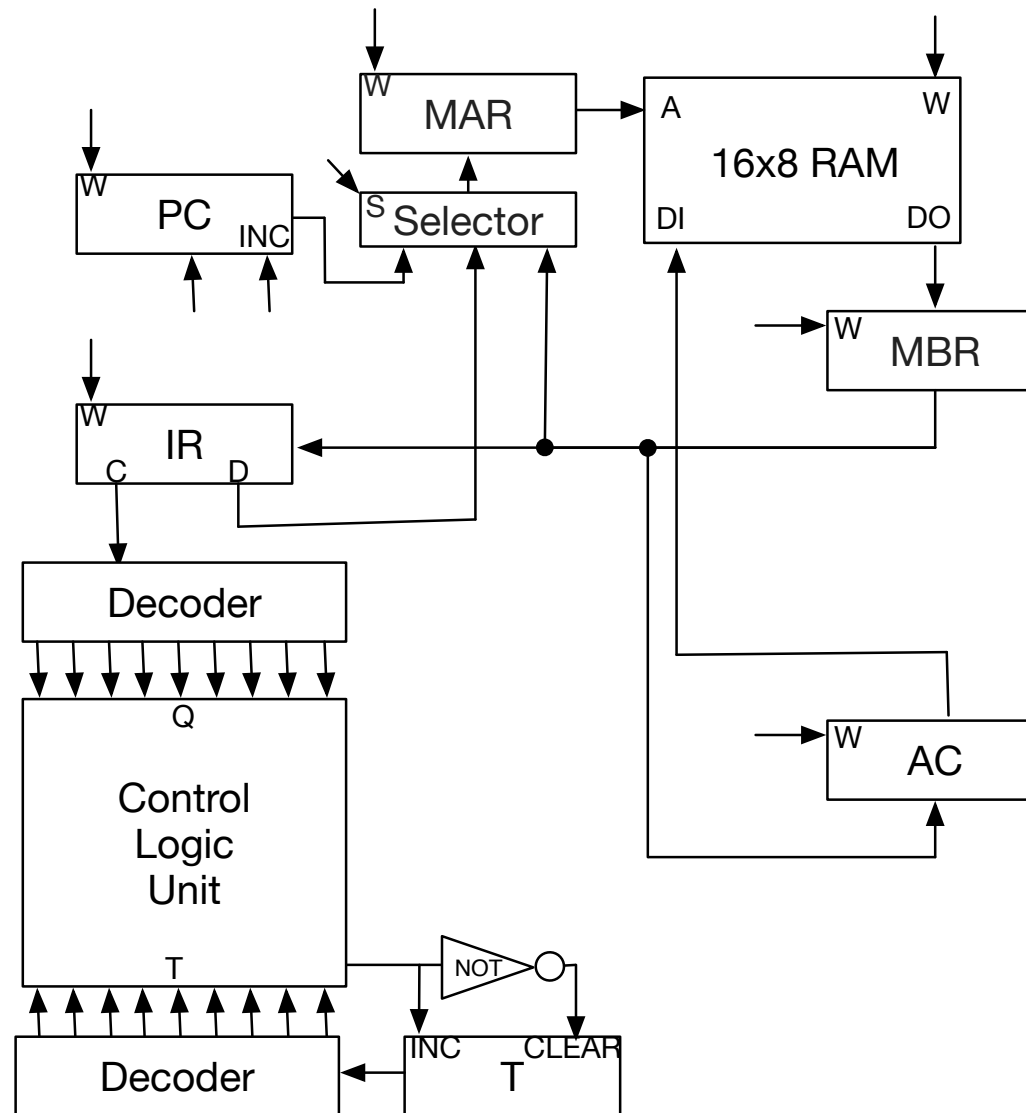 W
MAR
A
W
16x8 RAM
DI
DO
W
PC
INC
S
Selector
W
MBR
W
IR
C
D
Decoder
Q
Control
Logic
Unit
T
W
AC
NOT
INC
CLEAR
T
Decoder